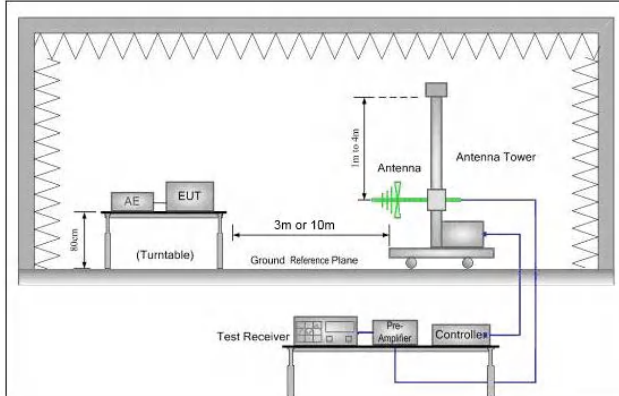 1m to 4m
Antenna
Antenna Tower
AE
EUT
3m or 10m
80cm
(Turntable)
Ground Reference Plane
Test Receiver
Pre-
Amplifier
Controlle